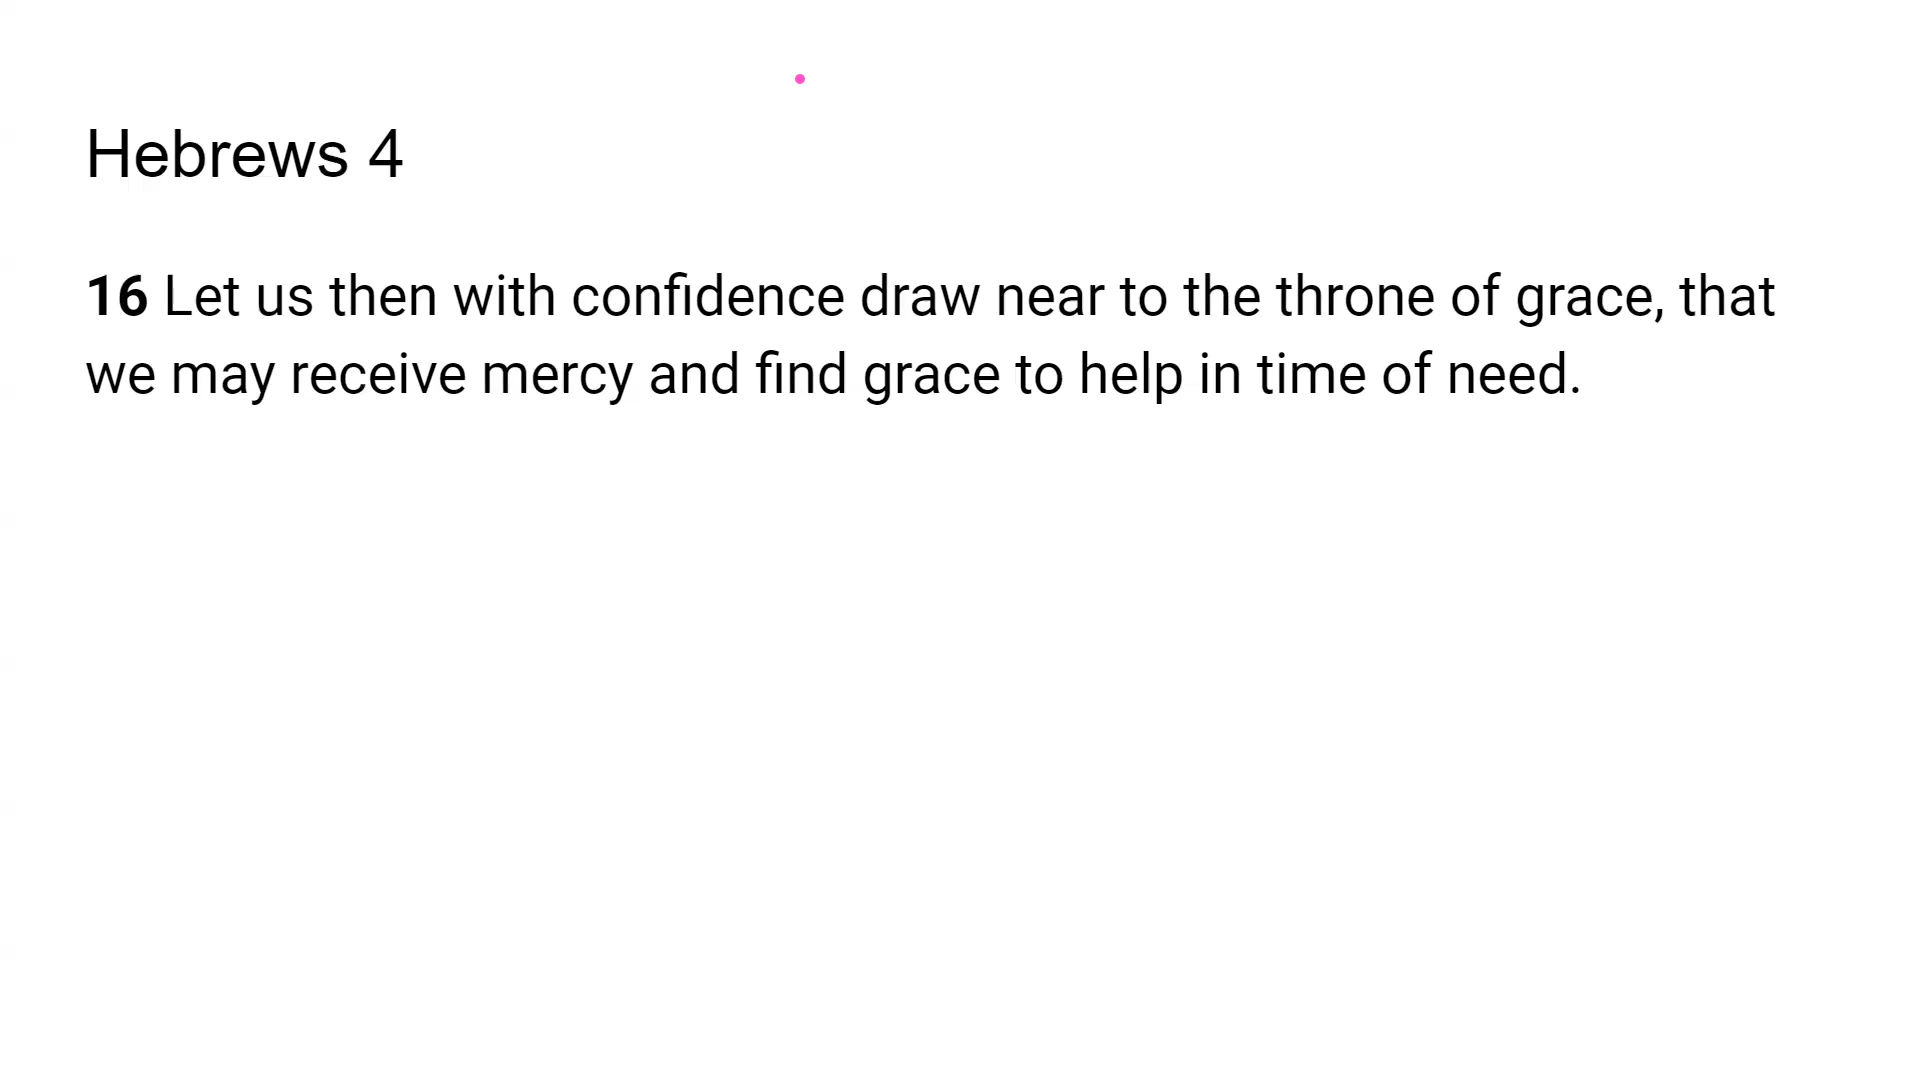 Hebrews 4
16 Let us then with confidence draw near to the throne of grace, that
we may receive mercy and find grace to help in time of need.